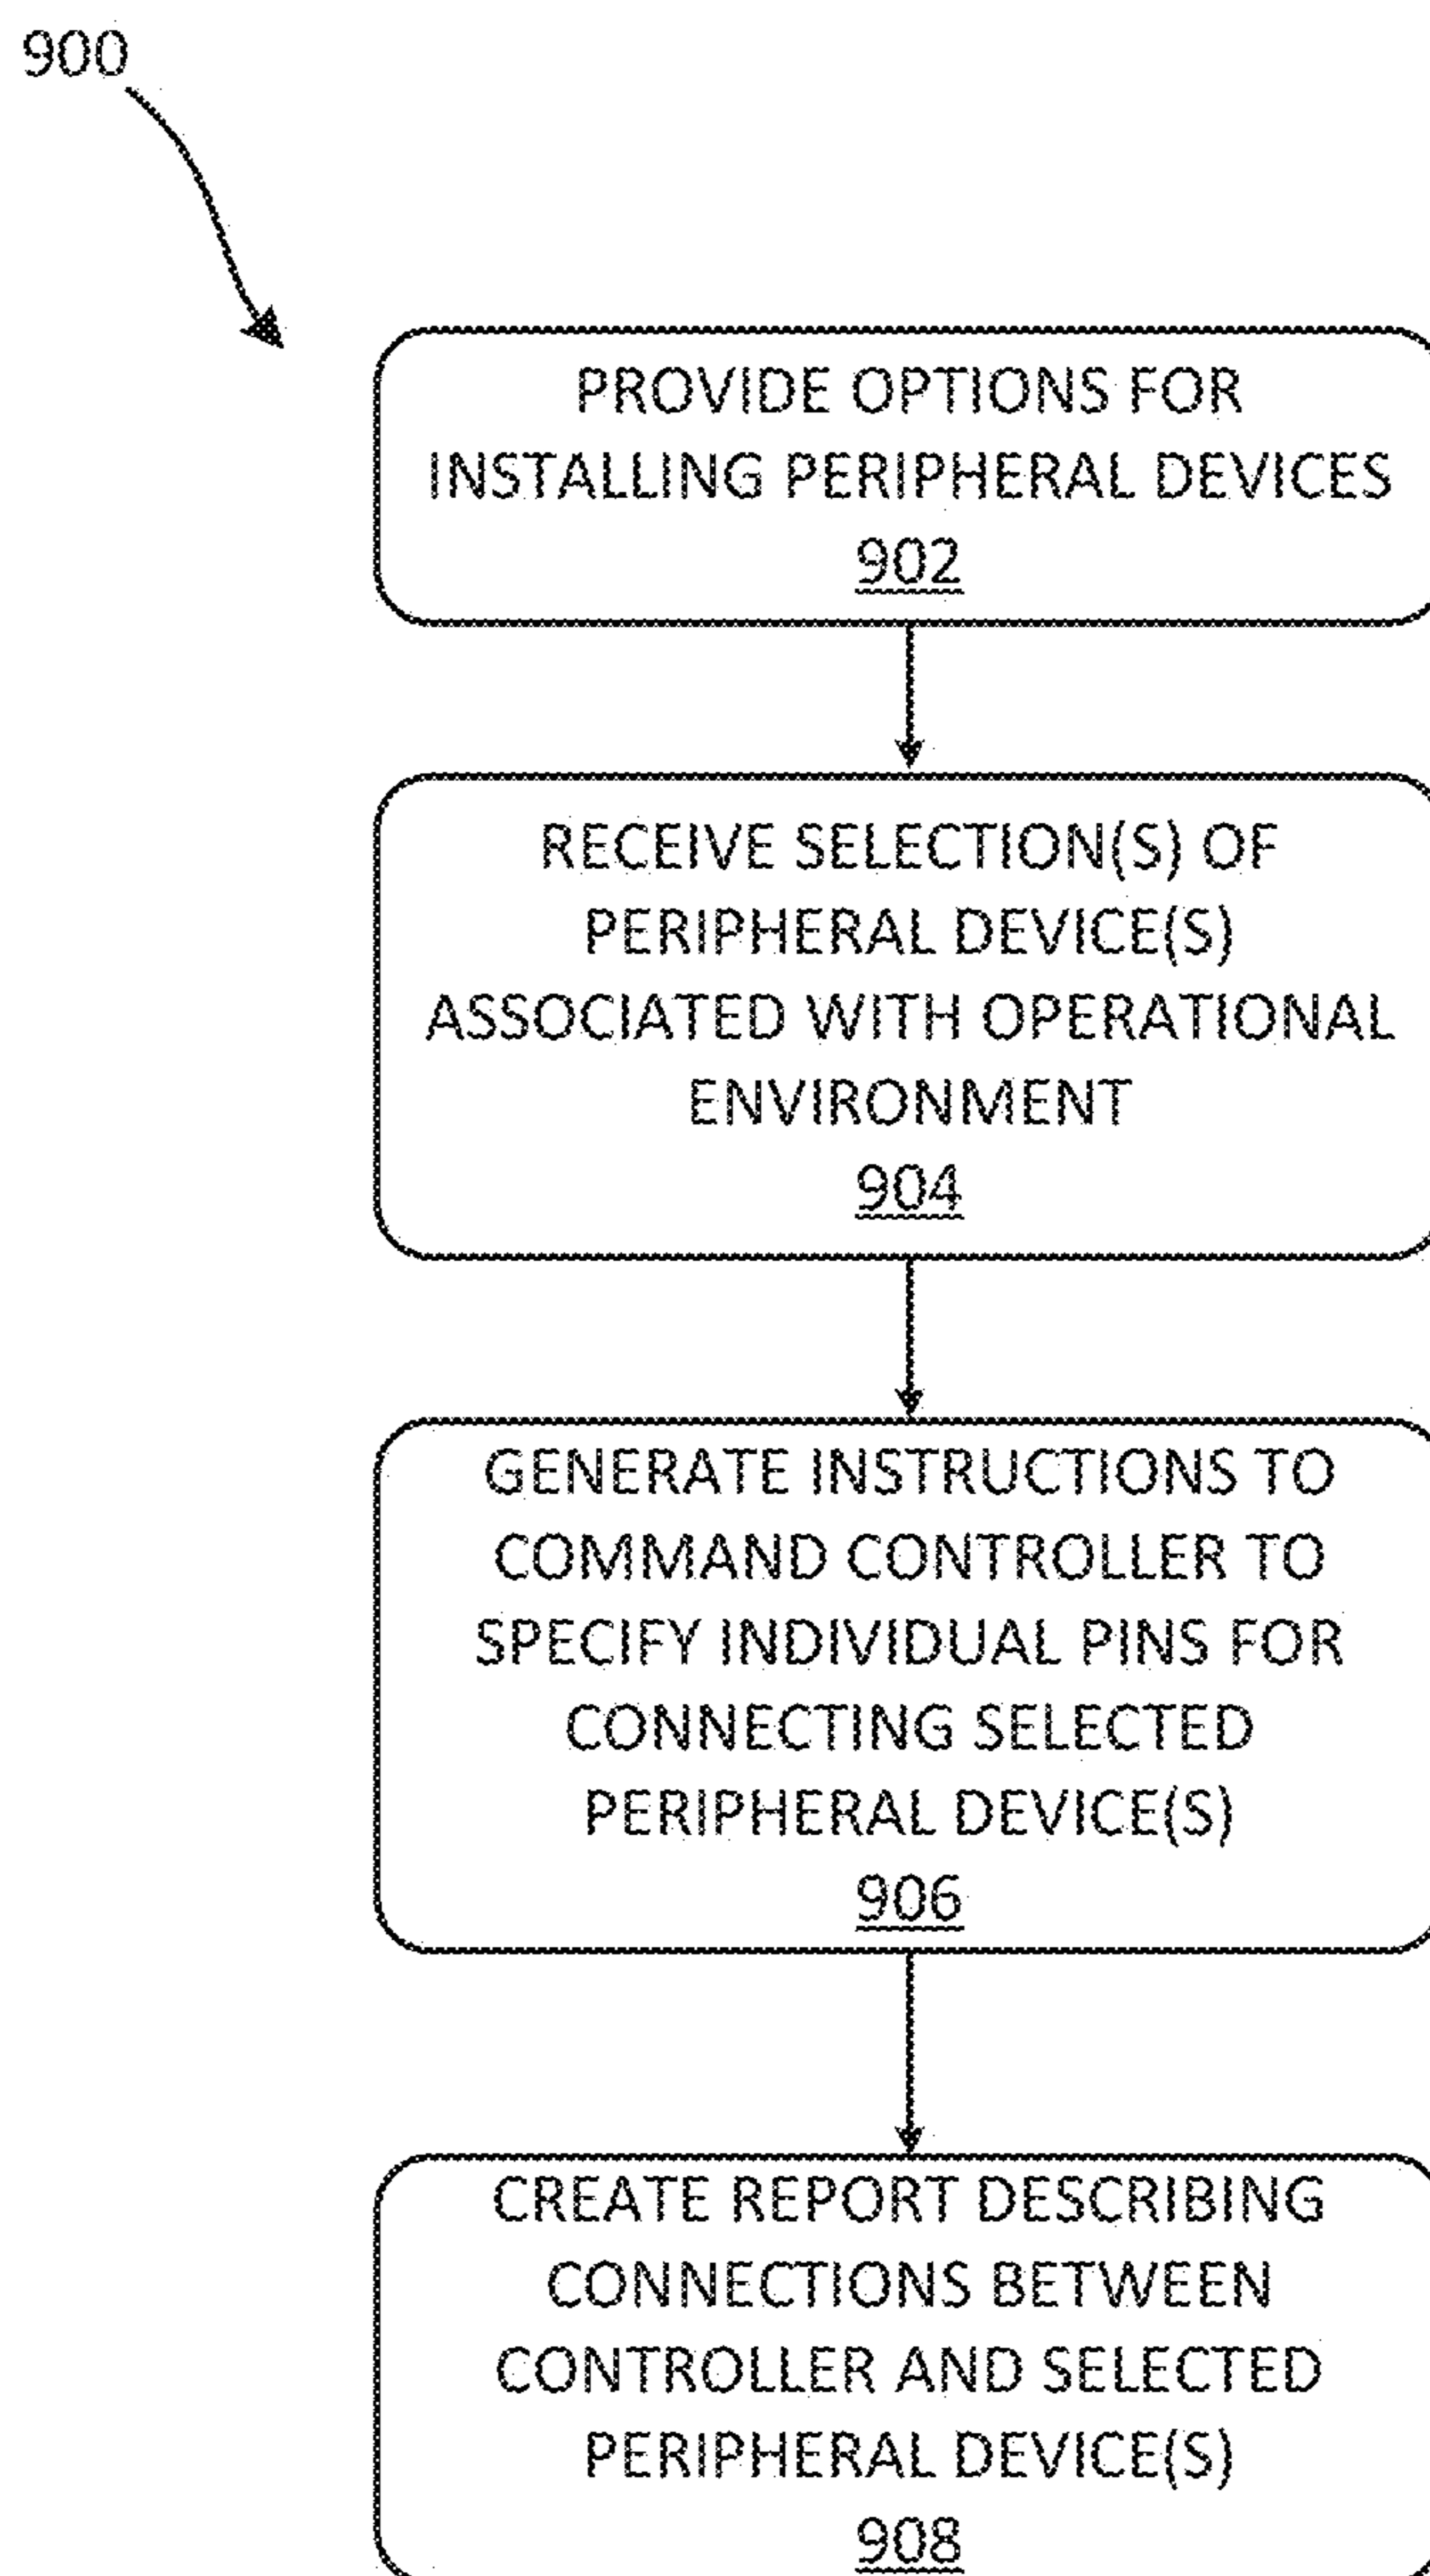 900
PROVIDE OPTIONS FOR
INSTALLING PERIPHERAL DEVICES
902
RECEIVE SELECTION(S) OF
PERIPHERAL DEVICE(S)
ASSOCIATED WITH OPERATIONAL
ENVIRONMENT
904
GENERATE INSTRUCTIONS TO
COMMAND CONTROLLER TO
SPECIFY INDIVIDUAL PINS FOR
CONNECTING SELECTED
PERIPHERAL DEVICE(S)
906
CREATE REPORT DESCRIBING
CONNECTIONS BETWEEN
CONTROLLER AND SELECTED
PERIPHERAL DEVICE(S)
908